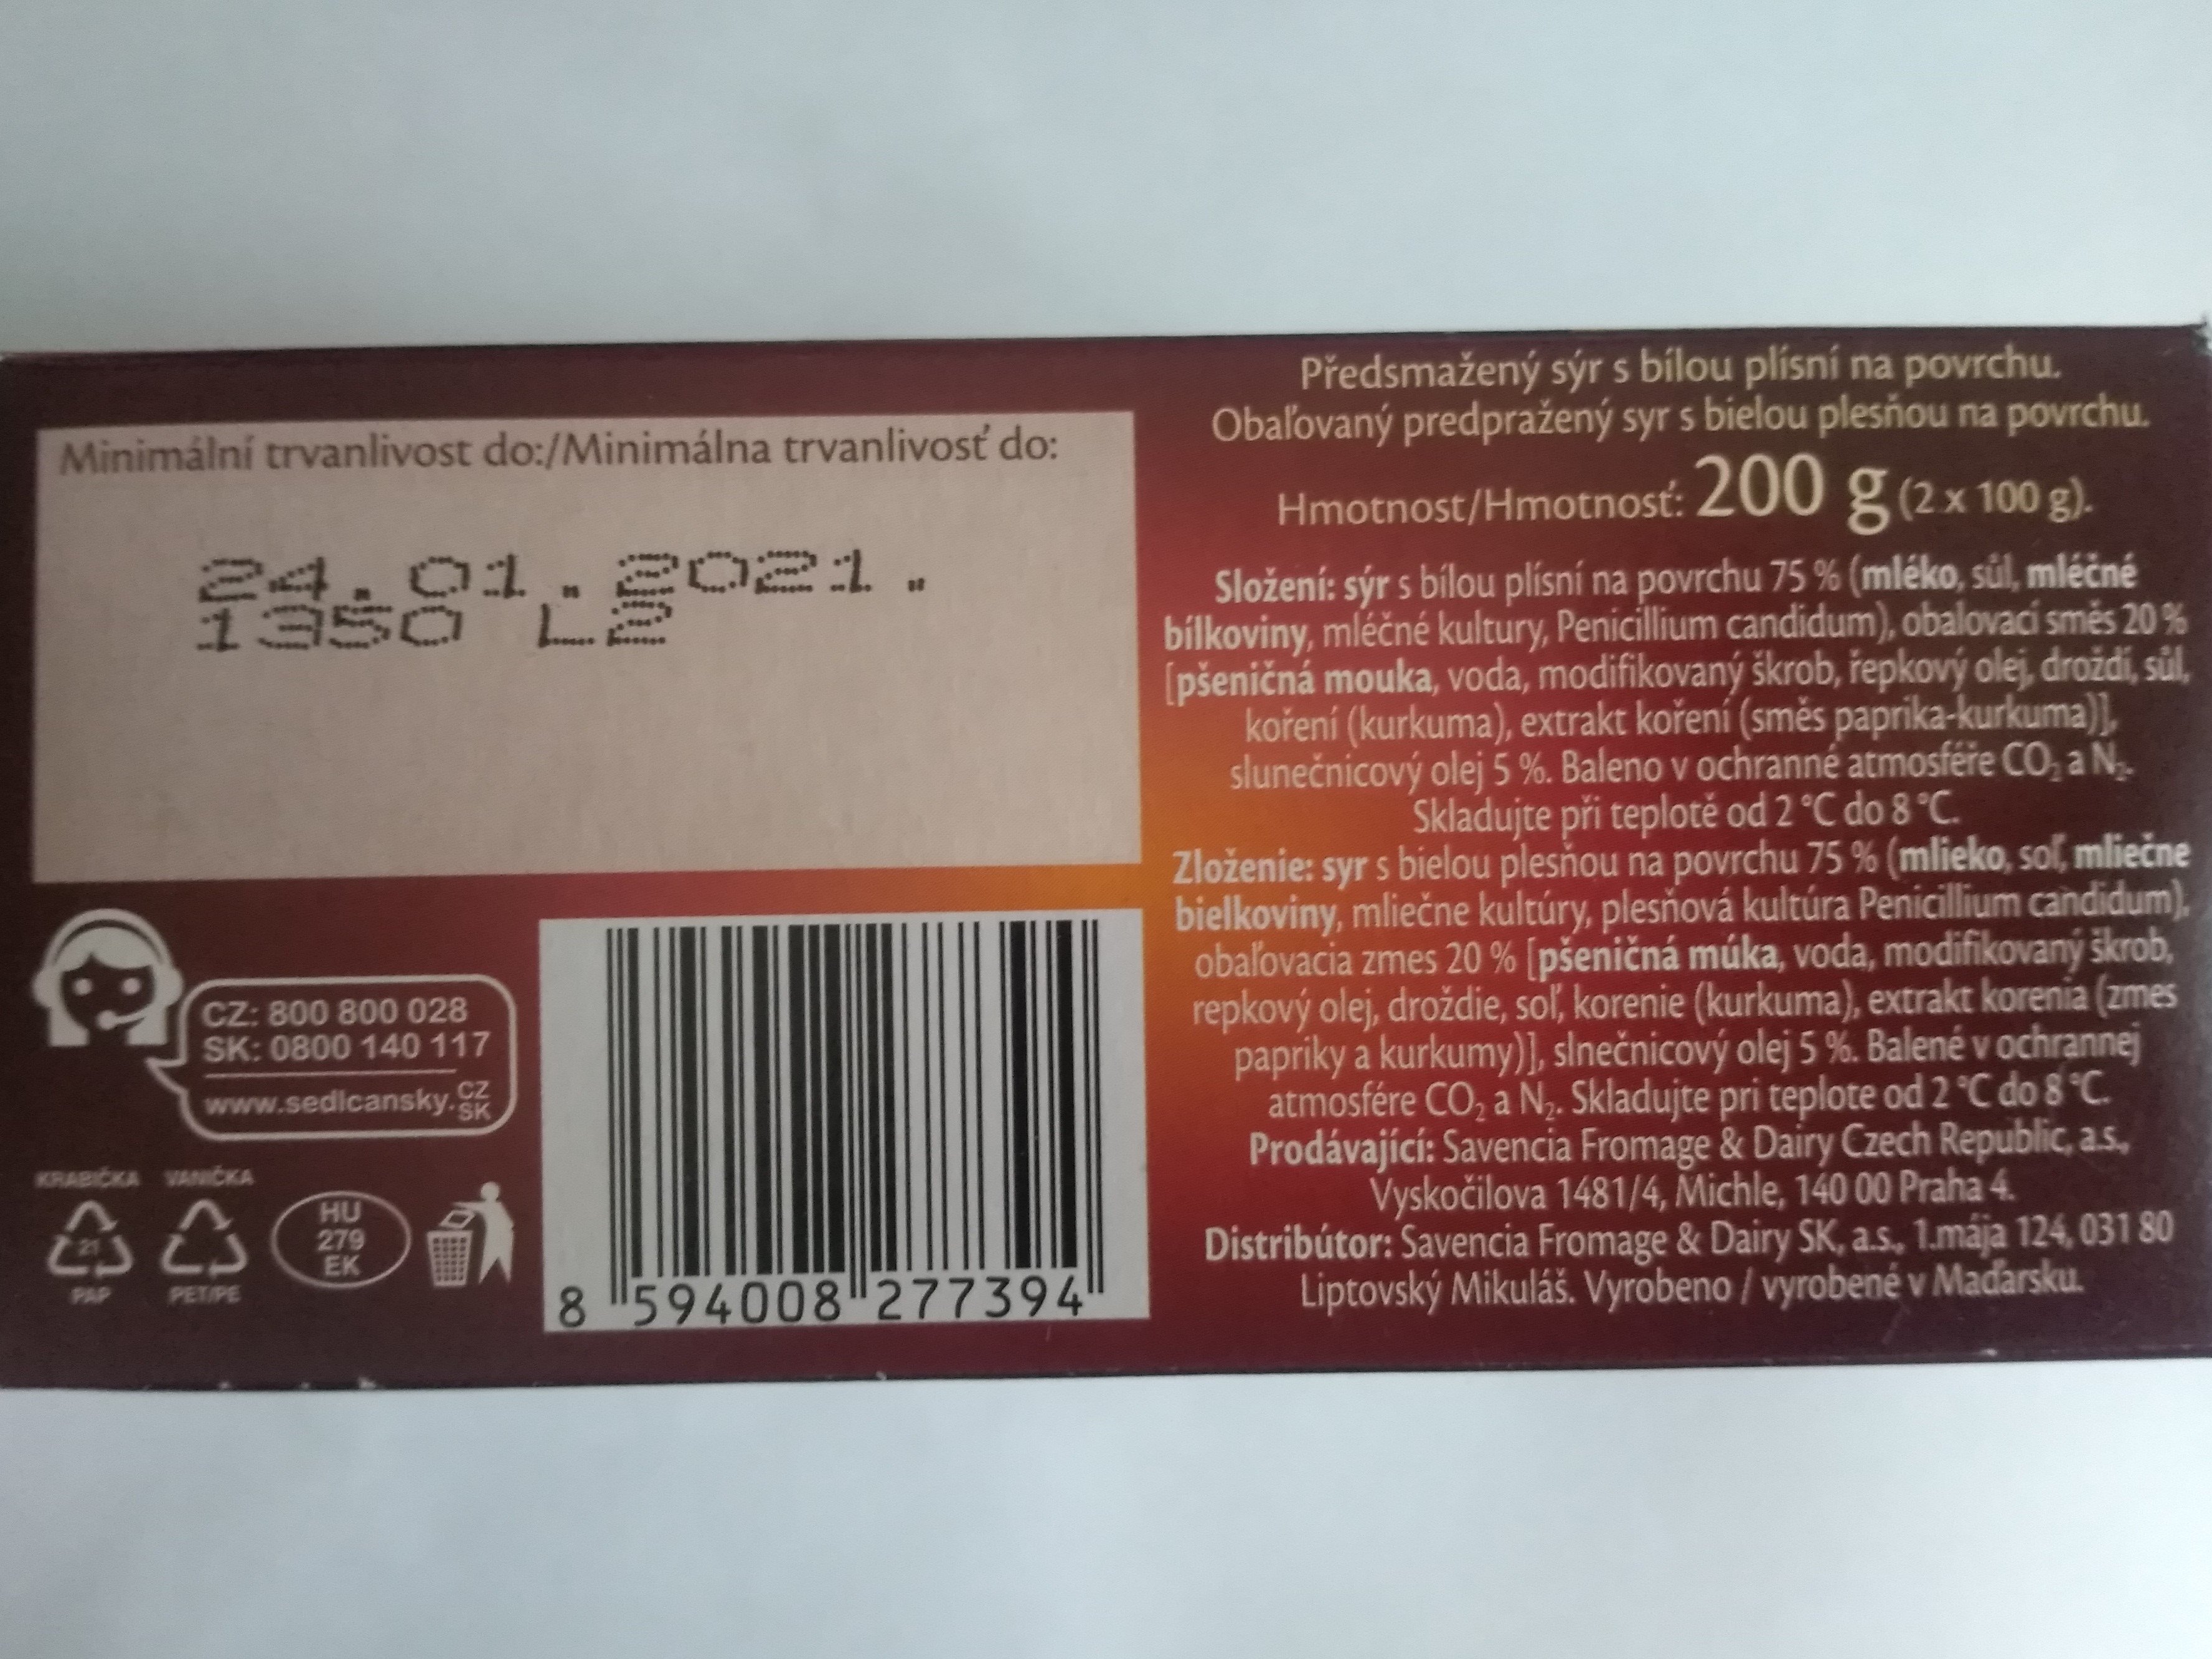 Minimální trvanlivost do:/Minimálna trvanlivosť do:
24.01.2021.
1350 L2
CZ: 800 800 028
SK: 0800 140 117
www.sedlcansky.CZ
SK
KRABIČKA VANIČKA
21
PAP
PET/PE
HU
279
EK
8 594008 277394
Předsmažený sýr s bílou plísní na povrchu.
Obaľovaný predpražený syr s bielou plesňou na povrchu.
Hmotnost/Hmotnosť: 200 g (2 x 100 g).
Složení: sýr s bílou plísní na povrchu 75 % (mléko, sůl, mléčné
bílkoviny, mléčné kultury, Penicillium candidum), obalovací směs 20 %
[pšeničná mouka, voda, modifikovaný škrob, řepkový olej, droždí, sůl,
koření (kurkuma), extrakt koření (směs paprika-kurkuma)],
slunečnicový olej 5 %. Baleno v ochranné atmosféře CO₂ a N₂.
Skladujte při teplotě od 2 °C do 8 °C.
Zloženie: syr s bielou plesňou na povrchu 75 % (mlieko, soľ, mliečne
bielkoviny, mliečne kultúry, plesňová kultúra Penicillium candidum),
obaľovacia zmes 20 % [pšeničná múka, voda, modifikovaný škrob,
repkový olej, droždie, soľ, korenie (kurkuma), extrakt korenia (zmes
papriky a kurkumy)], slnečnicový olej 5 %. Balené v ochrannej
atmosfére CO₂ a N₂. Skladujte pri teplote od 2 °C do 8 °C.
Prodávající: Savencia Fromage & Dairy Czech Republic, a.s.,
Vyskočilova 1481/4, Michle, 140 00 Praha 4.
Distribútor: Savencia Fromage & Dairy SK, a.s., 1.mája 124, 031 80
Liptovský Mikuláš. Vyrobeno / vyrobené v Maďarsku.